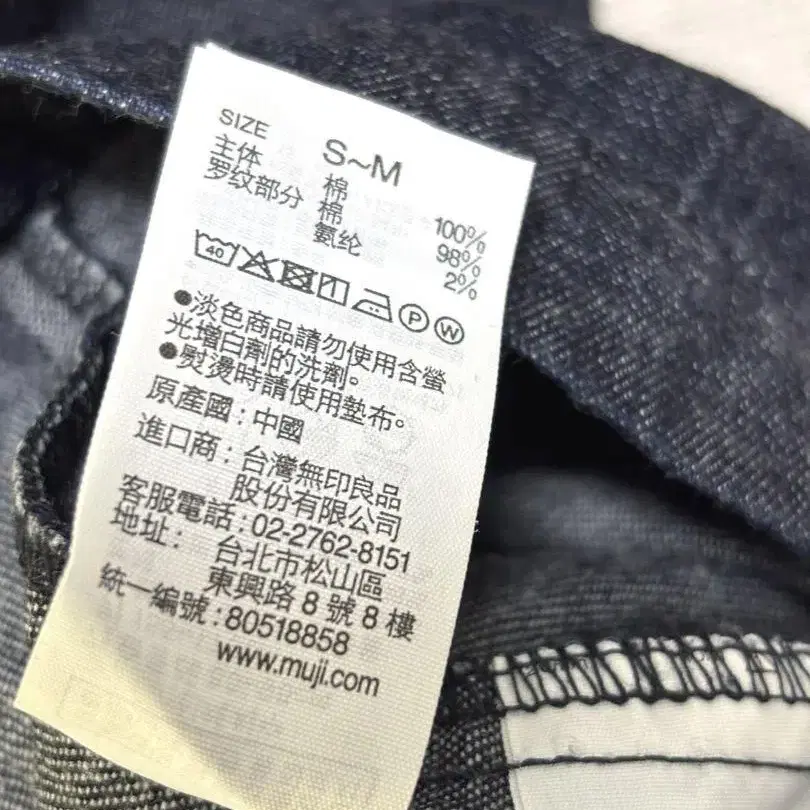 SIZE S~M
主体 棉 100%
罗纹部分 棉 98%
氨纶 2%
40 P W
●淡色商品請勿使用含螢
光增白劑的洗劑。
●熨燙時請使用墊布。
原產國：中國
進口商：台灣無印良品
股份有限公司
客服電話：02-2762-8151
地址：台北市松山區
東興路8號8樓
統一編號：80518858
www.muji.com